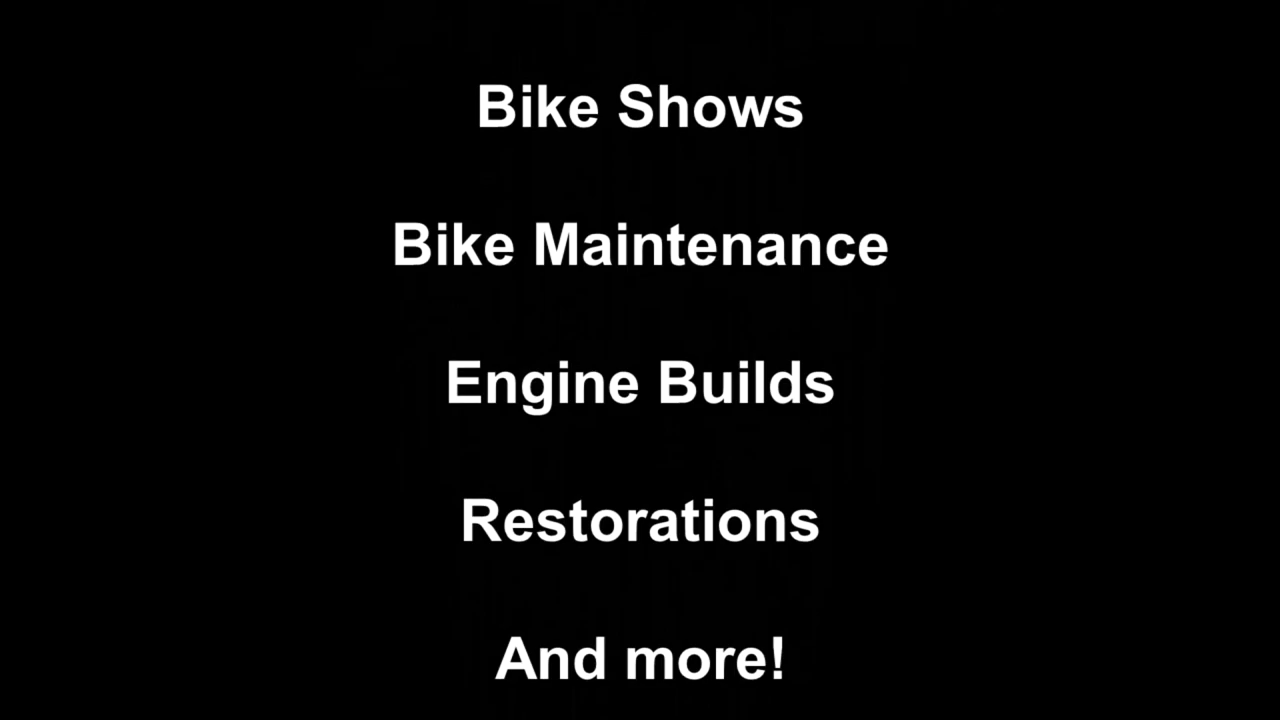 Bike Shows
Bike Maintenance
Engine Builds
Restorations
And more!